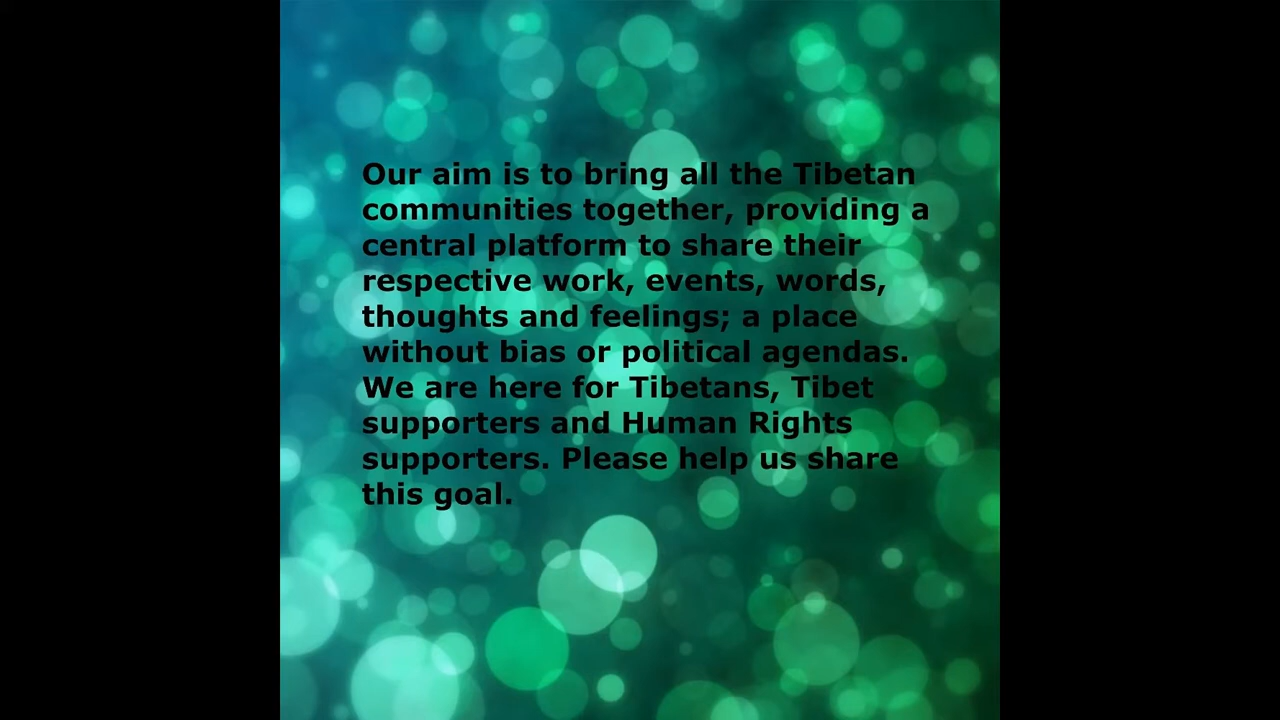 Our aim is to bring all the Tibetan
communities together, providing a
central platform to share their
respective work, events, words,
thoughts and feelings; a place
without bias or political agendas.
We are here for Tibetans, Tibet
supporters and Human Rights
supporters. Please help us share
this goal.